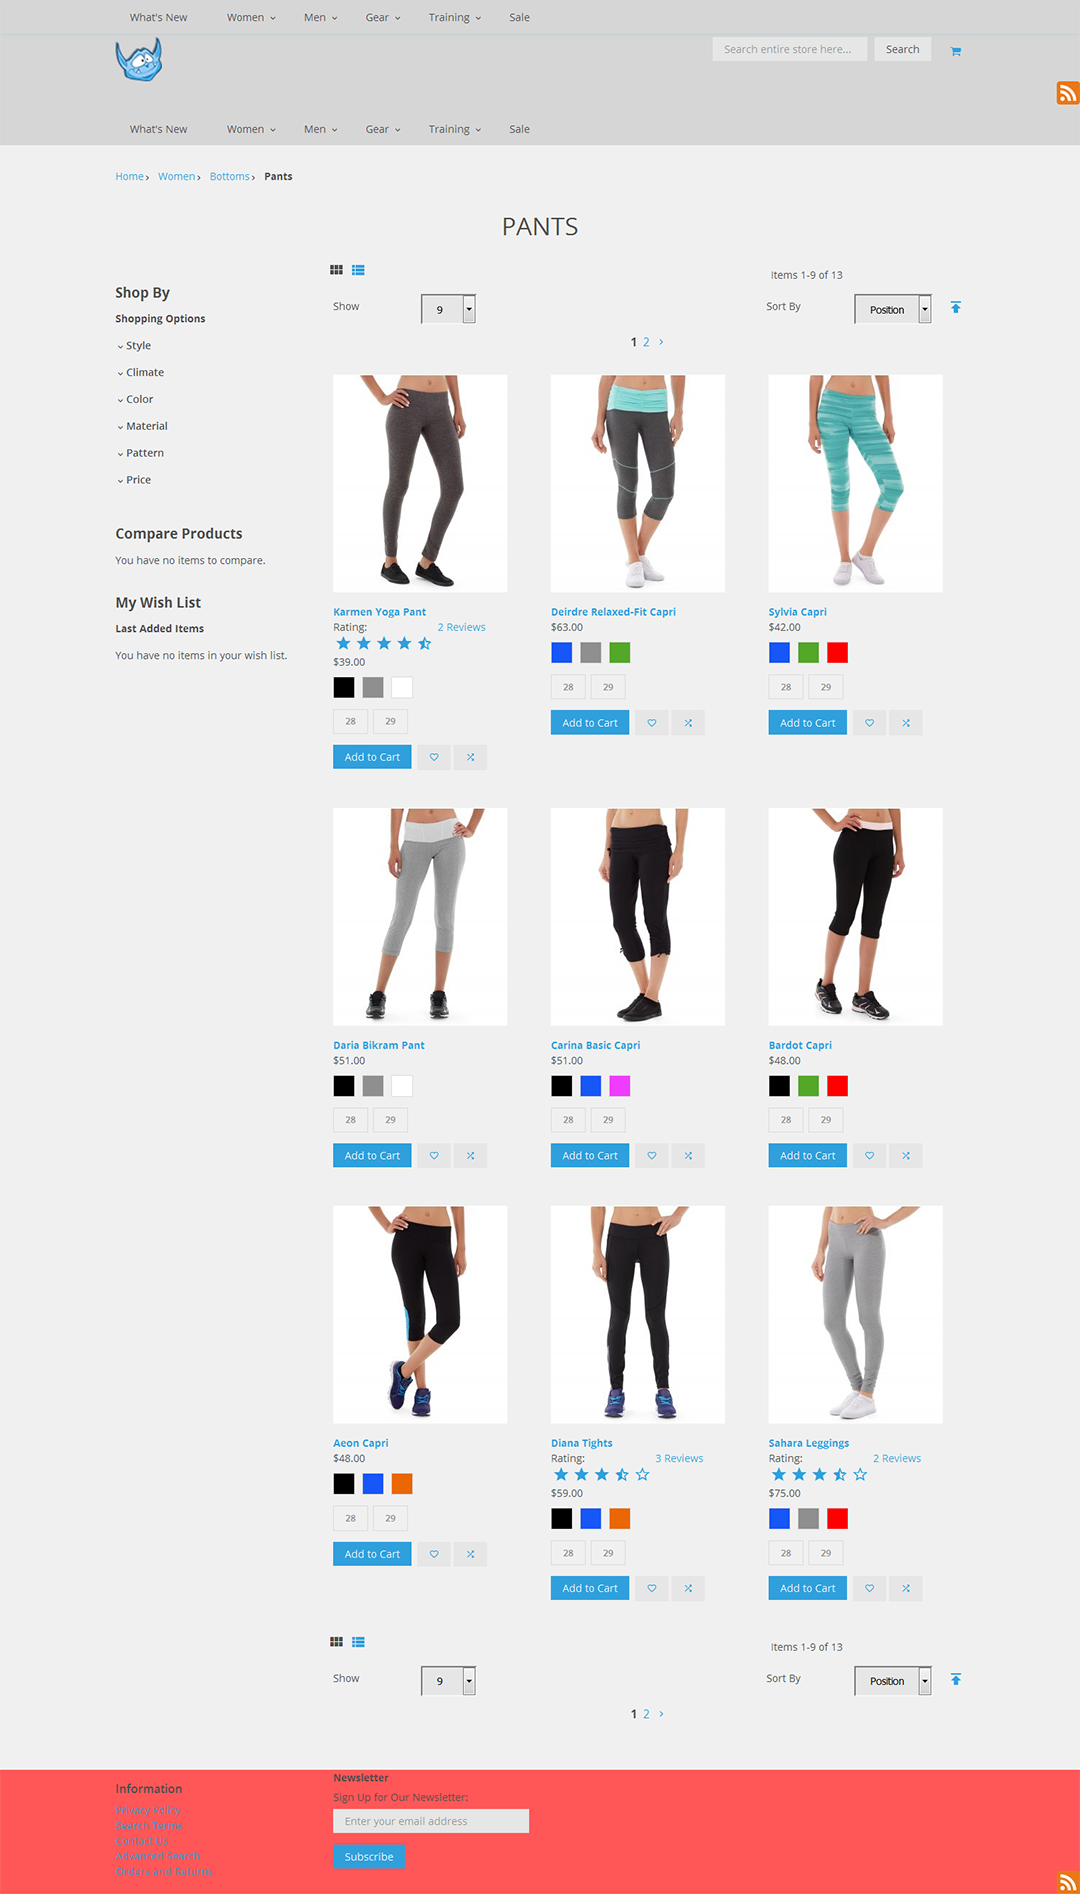 What's New Women Men Gear Training Sale
Search entire store here... Search
What's New Women Men Gear Training Sale
Home › Women › Bottoms › Pants
PANTS
Items 1-9 of 13
Show 9 Sort By Position
1 2 ›
Shop By
Shopping Options
Style
Climate
Color
Material
Pattern
Price
Compare Products
You have no items to compare.
My Wish List
Last Added Items
You have no items in your wish list.
Karmen Yoga Pant
Rating: 2 Reviews
$39.00
28 29
Add to Cart
Deirdre Relaxed-Fit Capri
$63.00
28 29
Add to Cart
Sylvia Capri
$42.00
28 29
Add to Cart
Daria Bikram Pant
$51.00
28 29
Add to Cart
Carina Basic Capri
$51.00
28 29
Add to Cart
Bardot Capri
$48.00
28 29
Add to Cart
Aeon Capri
$48.00
28 29
Add to Cart
Diana Tights
Rating: 3 Reviews
$59.00
28 29
Add to Cart
Sahara Leggings
Rating: 2 Reviews
$75.00
28 29
Add to Cart
Items 1-9 of 13
Show 9 Sort By Position
1 2 ›
Information
Privacy Policy
Search Terms
Contact Us
Advanced Search
Orders and Returns
Newsletter
Sign Up for Our Newsletter:
Enter your email address
Subscribe